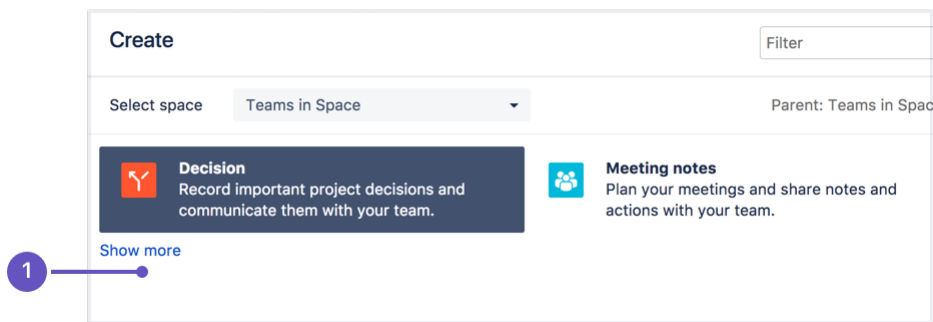 Create
Filter
Select space
Teams in Space
Parent: Teams in Spac
Decision
Record important project decisions and
communicate them with your team.
Meeting notes
Plan your meetings and share notes and
actions with your team.
Show more
1